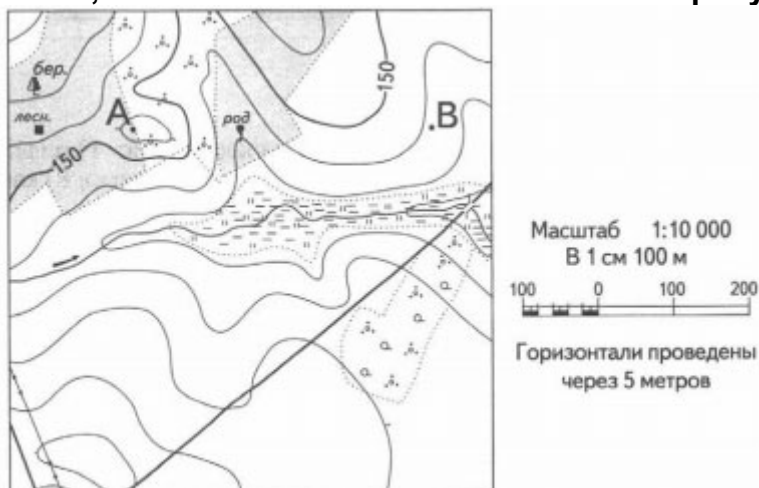 бер.
лесн.
А
род
150
.В
150
Масштаб 1:10 000
В 1 см 100 м
100 0 100 200
Горизонтали проведены
через 5 метров